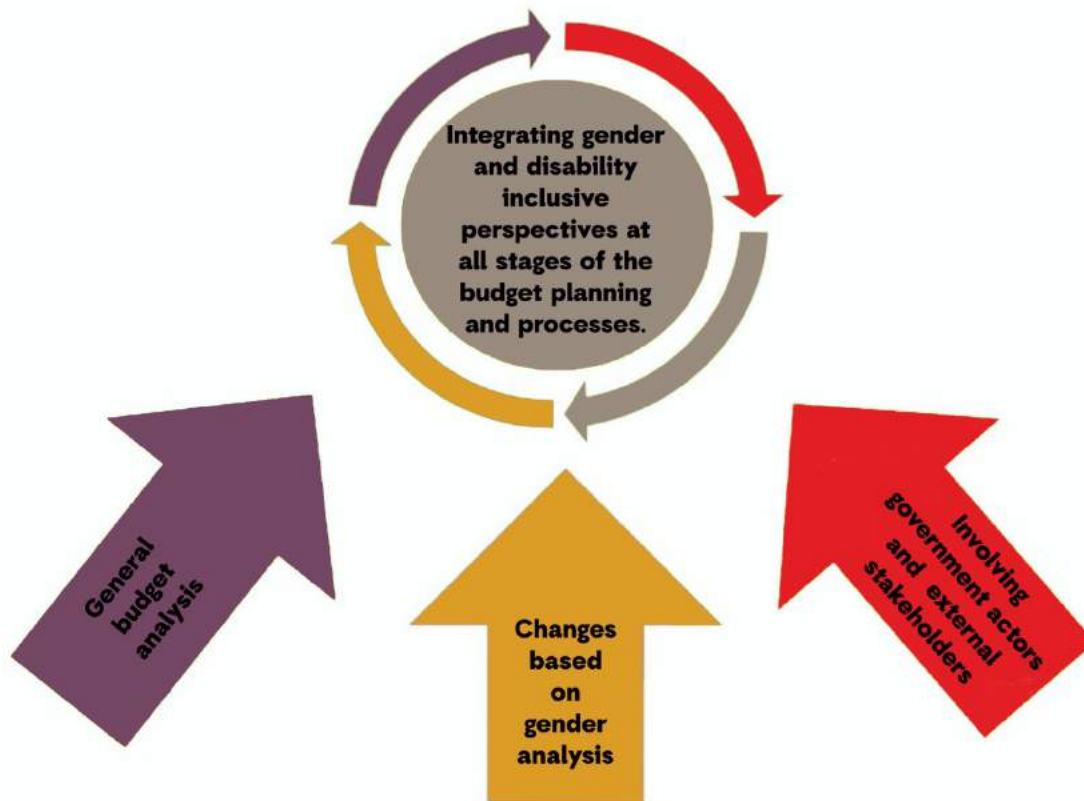 Integrating gender
and disability
inclusive
perspectives at
all stages of the
budget planning
and processes.
General
budget
analysis
Changes
based
on
gender
analysis
Involving
government actors
and external
stakeholders